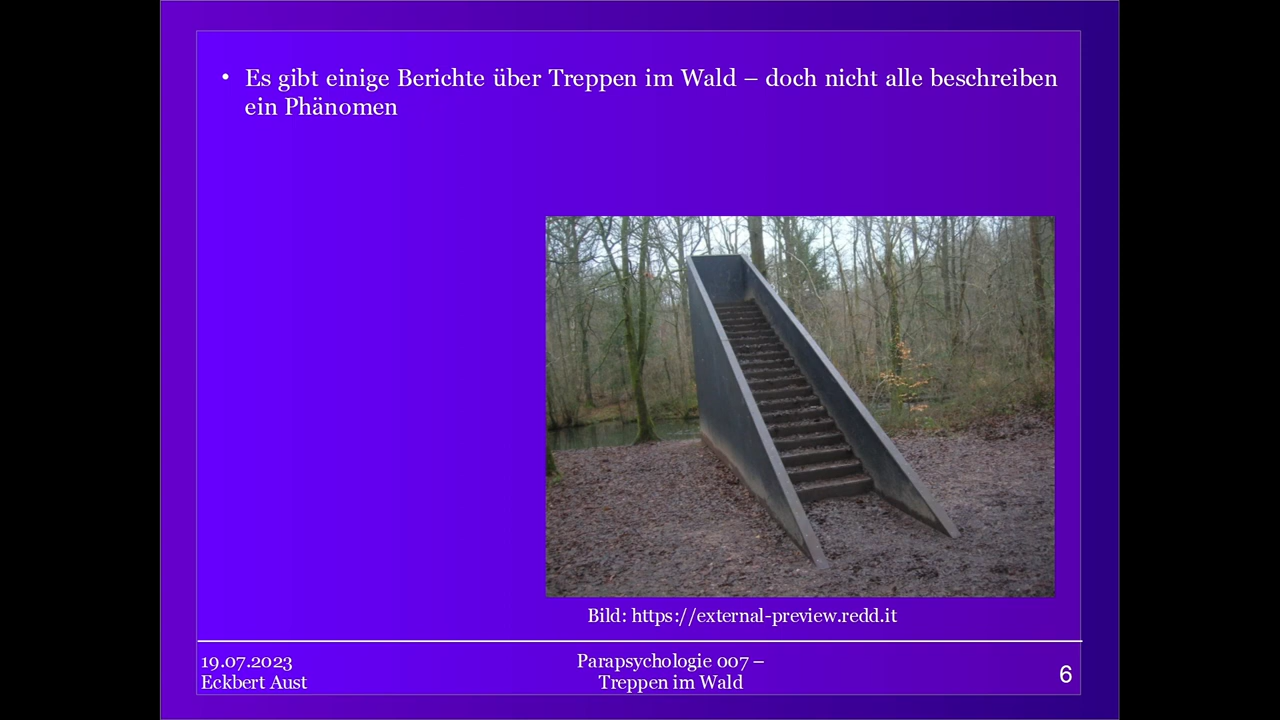 • Es gibt einige Berichte über Treppen im Wald – doch nicht alle beschreiben
ein Phänomen
Bild: https://external-preview.redd.it
19.07.2023
Eckbert Aust
Parapsychologie 007 –
Treppen im Wald
6